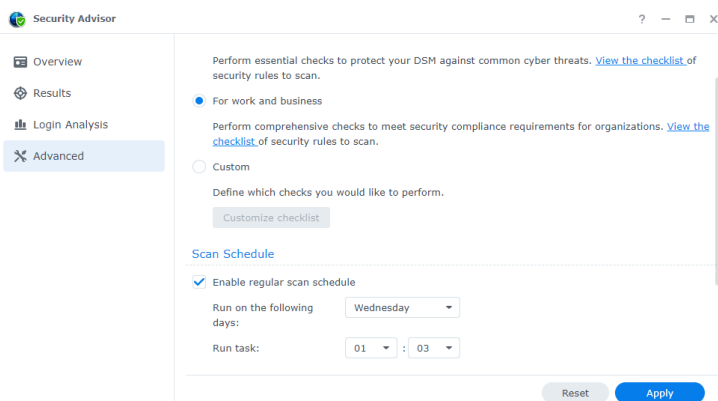 Security Advisor
? — X
Overview
Results
Login Analysis
Advanced
Perform essential checks to protect your DSM against common cyber threats. View the checklist of
security rules to scan.
For work and business
Perform comprehensive checks to meet security compliance requirements for organizations. View the
checklist of security rules to scan.
Custom
Define which checks you would like to perform.
Customize checklist
Scan Schedule
Enable regular scan schedule
Run on the following
days:
Wednesday
Run task:
01 : 03
Reset
Apply